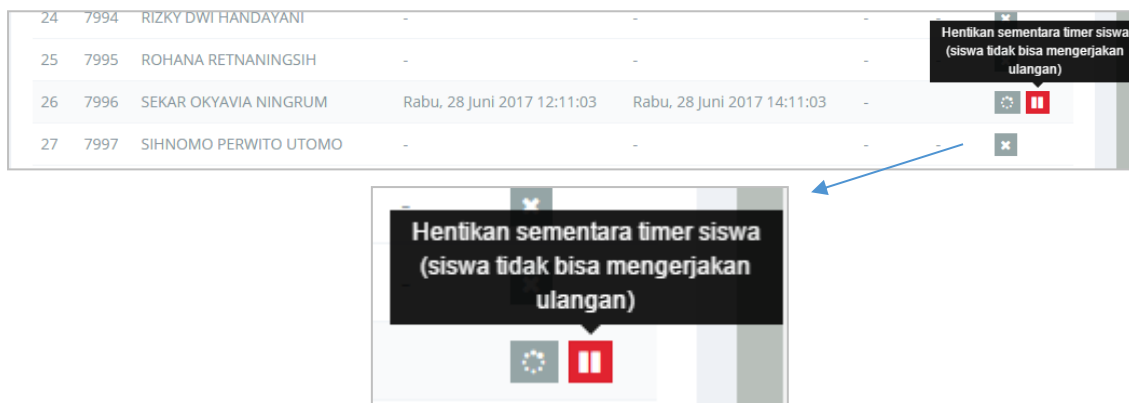 24 7994 RIZKY DWI HANDAYANI - - - -
Hentikan sementara timer siswa
(siswa tidak bisa mengerjakan
ulangan)
25 7995 ROHANA RETNANINGSIH - - - -
26 7996 SEKAR OKYAVIA NINGRUM Rabu, 28 Juni 2017 12:11:03 Rabu, 28 Juni 2017 14:11:03 -
27 7997 SIHNOMO PERWITO UTOMO - - - -
-
Hentikan sementara timer siswa
(siswa tidak bisa mengerjakan
ulangan)